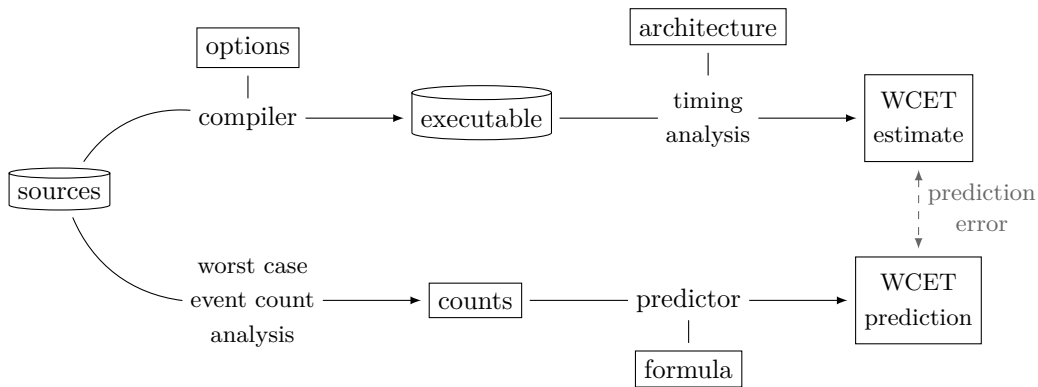 options
architecture
compiler
executable
timing
analysis
WCET
estimate
sources
prediction
error
worst case
event count
analysis
counts
predictor
WCET
prediction
formula